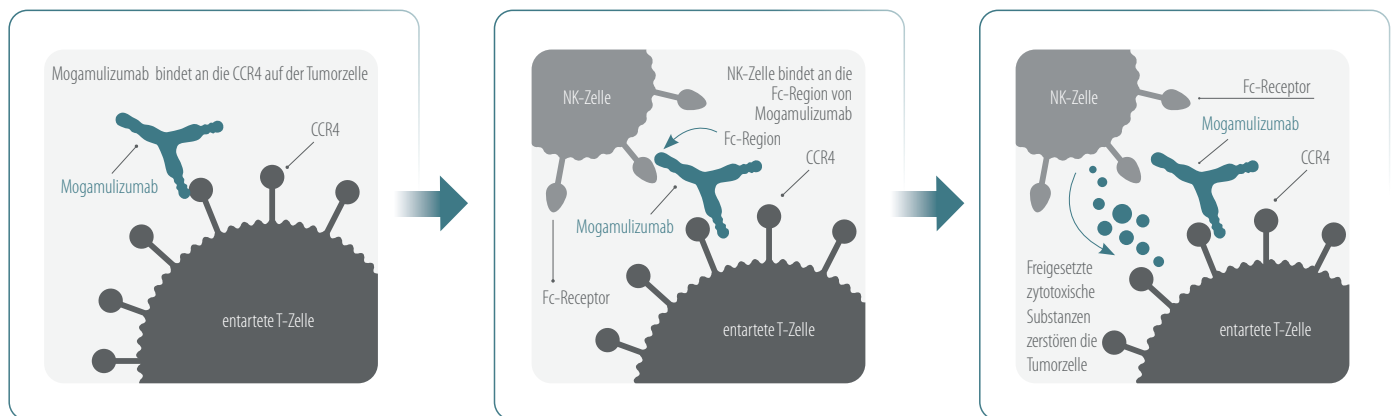 Mogamulizumab bindet an die CCR4 auf der Tumorzelle
CCR4
Mogamulizumab
entartete T-Zelle
NK-Zelle
NK-Zelle bindet an die
Fc-Region von
Mogamulizumab
Fc-Region
CCR4
Mogamulizumab
Fc-Receptor
entartete T-Zelle
NK-Zelle
Fc-Receptor
Mogamulizumab
CCR4
Freigesetzte
zytotoxische
Substanzen
zerstören die
Tumorzelle
entartete T-Zelle